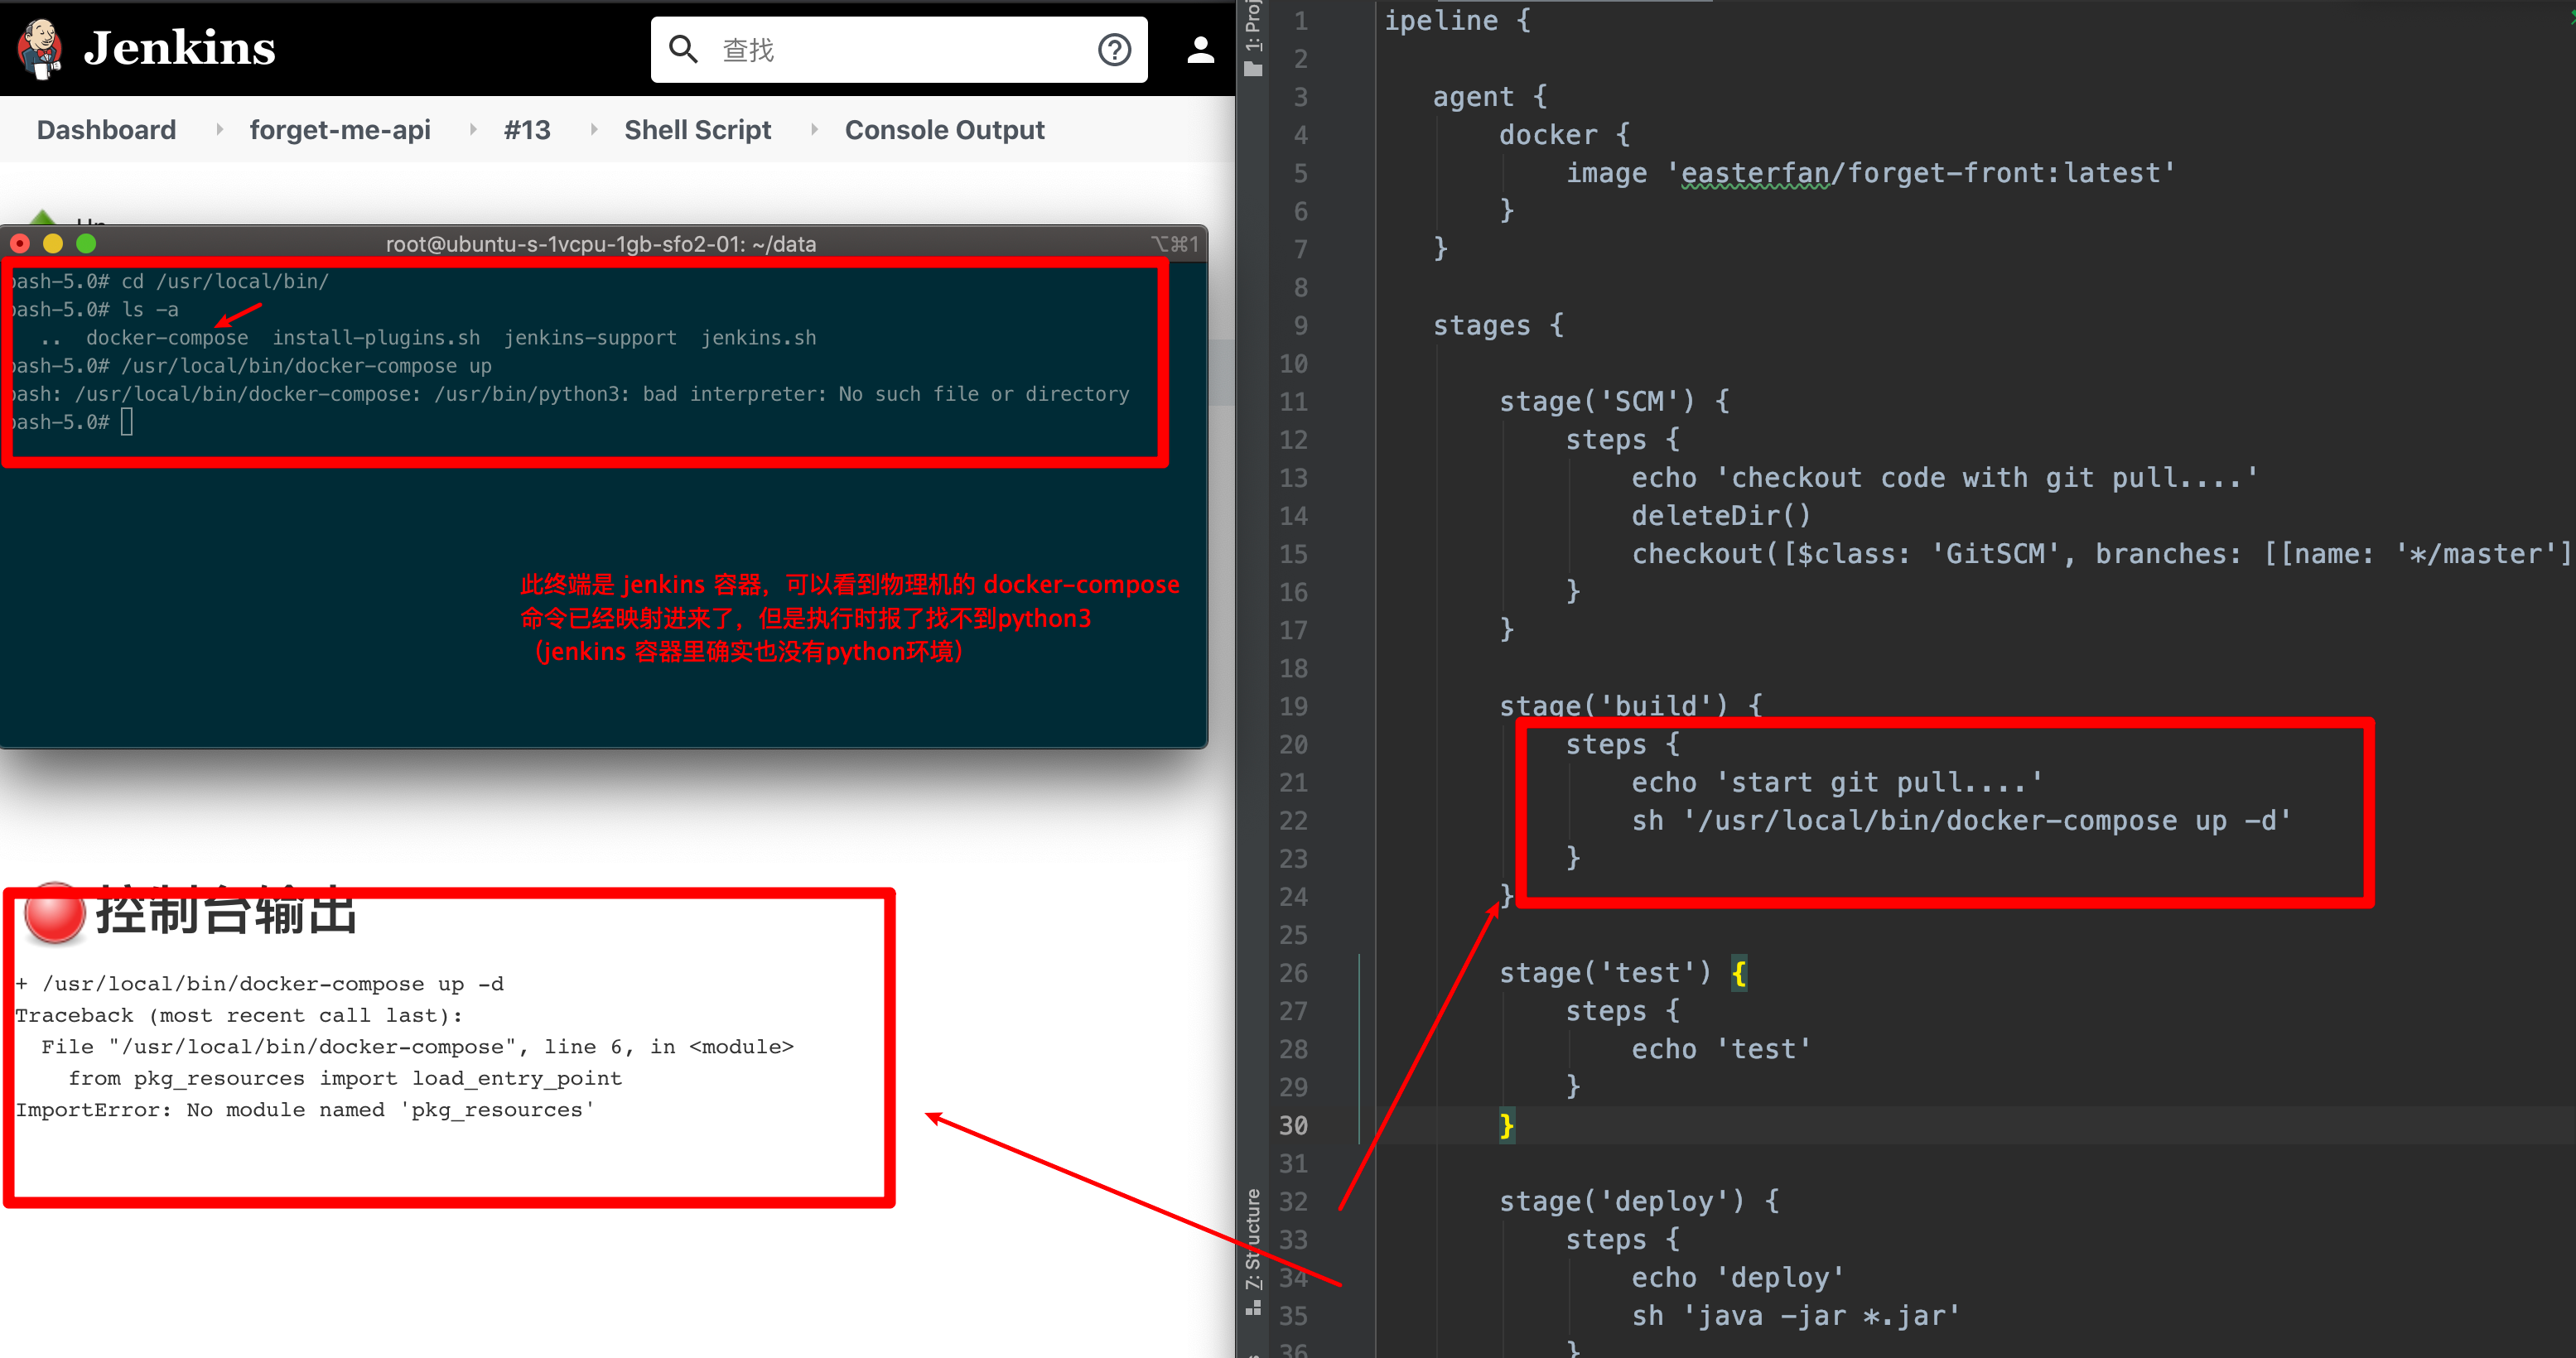 Jenkins
查找
Dashboard
forget-me-api
#13
Shell Script
Console Output
root@ubuntu-s-1vcpu-1gb-sfo2-01: ~/data
⌥⌘1
bash-5.0# cd /usr/local/bin/
bash-5.0# ls -a
.. docker-compose install-plugins.sh jenkins-support jenkins.sh
bash-5.0# /usr/local/bin/docker-compose up
bash: /usr/local/bin/docker-compose: /usr/bin/python3: bad interpreter: No such file or directory
bash-5.0#
此终端是 jenkins 容器，可以看到物理机的 docker-compose
命令已经映射进来了，但是执行时报了找不到python3
（jenkins 容器里确实也没有python环境）
控制台输出
+ /usr/local/bin/docker-compose up -d
Traceback (most recent call last):
File "/usr/local/bin/docker-compose", line 6, in <module>
from pkg_resources import load_entry_point
ImportError: No module named 'pkg_resources'
1: Proj
Z: Structure
1 ipeline {
2
3 agent {
4 docker {
5 image 'easterfan/forget-front:latest'
6 }
7 }
8
9 stages {
10
11 stage('SCM') {
12 steps {
13 echo 'checkout code with git pull....'
14 deleteDir()
15 checkout([$class: 'GitSCM', branches: [[name: '*/master']
16 }
17 }
18
19 stage('build') {
20 steps {
21 echo 'start git pull....'
22 sh '/usr/local/bin/docker-compose up -d'
23 }
24 }
25
26 stage('test') {
27 steps {
28 echo 'test'
29 }
30 }
31
32 stage('deploy') {
33 steps {
34 echo 'deploy'
35 sh 'java -jar *.jar'
36 }